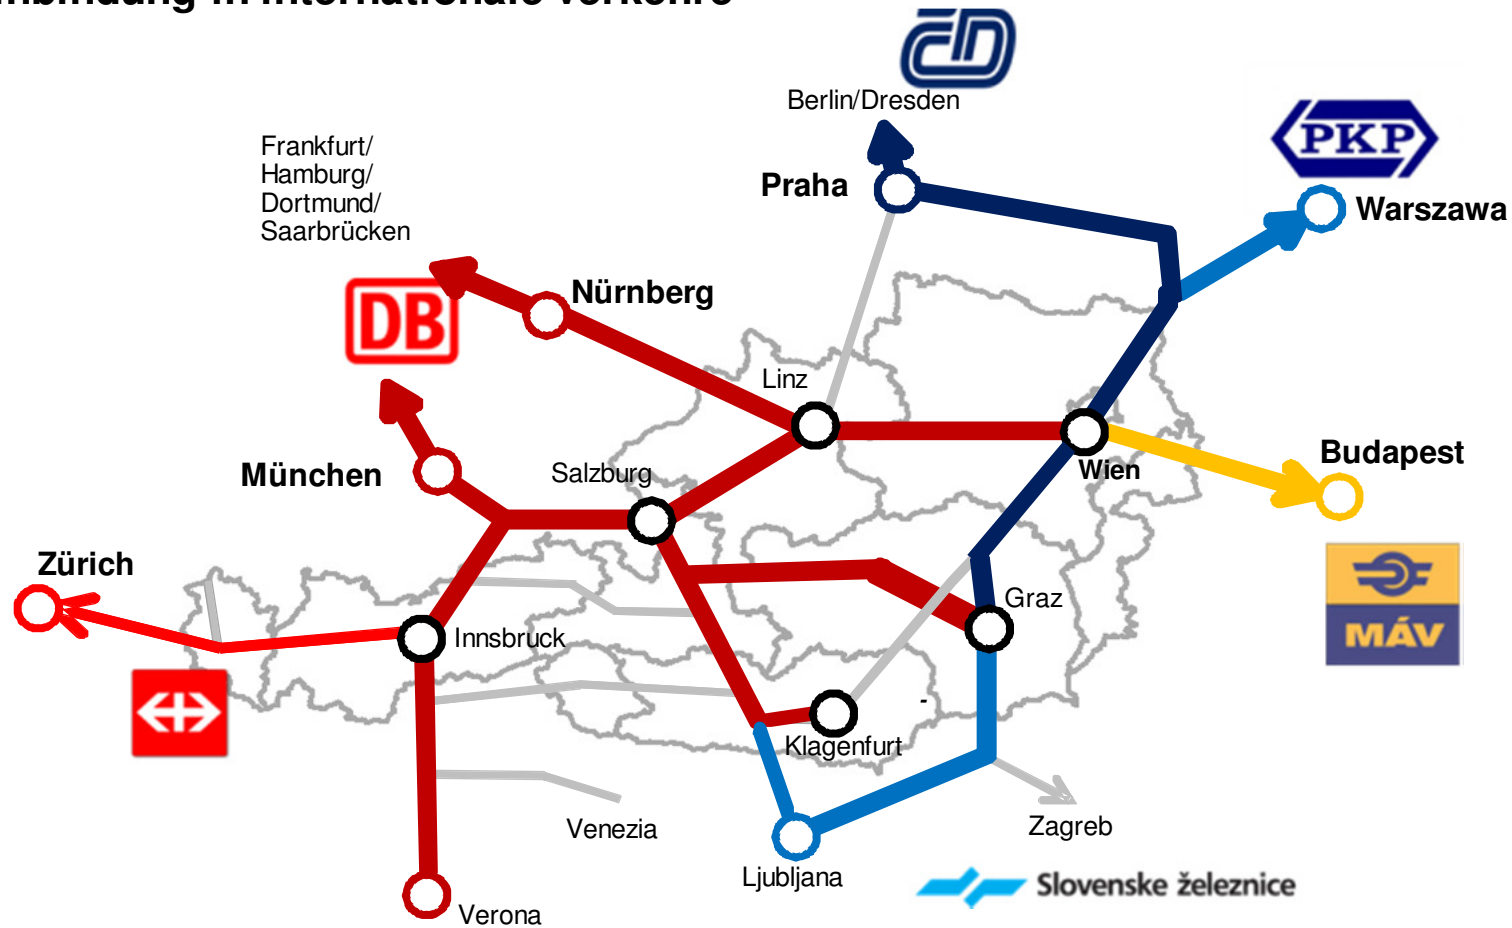 Berlin/Dresden
PKP
Frankfurt/
Hamburg/
Dortmund/
Saarbrücken
Praha
Warszawa
DB
Nürnberg
Linz
München
Salzburg
Wien
Budapest
Zürich
Innsbruck
Graz
MÁV
-
Klagenfurt
Venezia
Zagreb
Ljubljana
Slovenske železnice
Verona